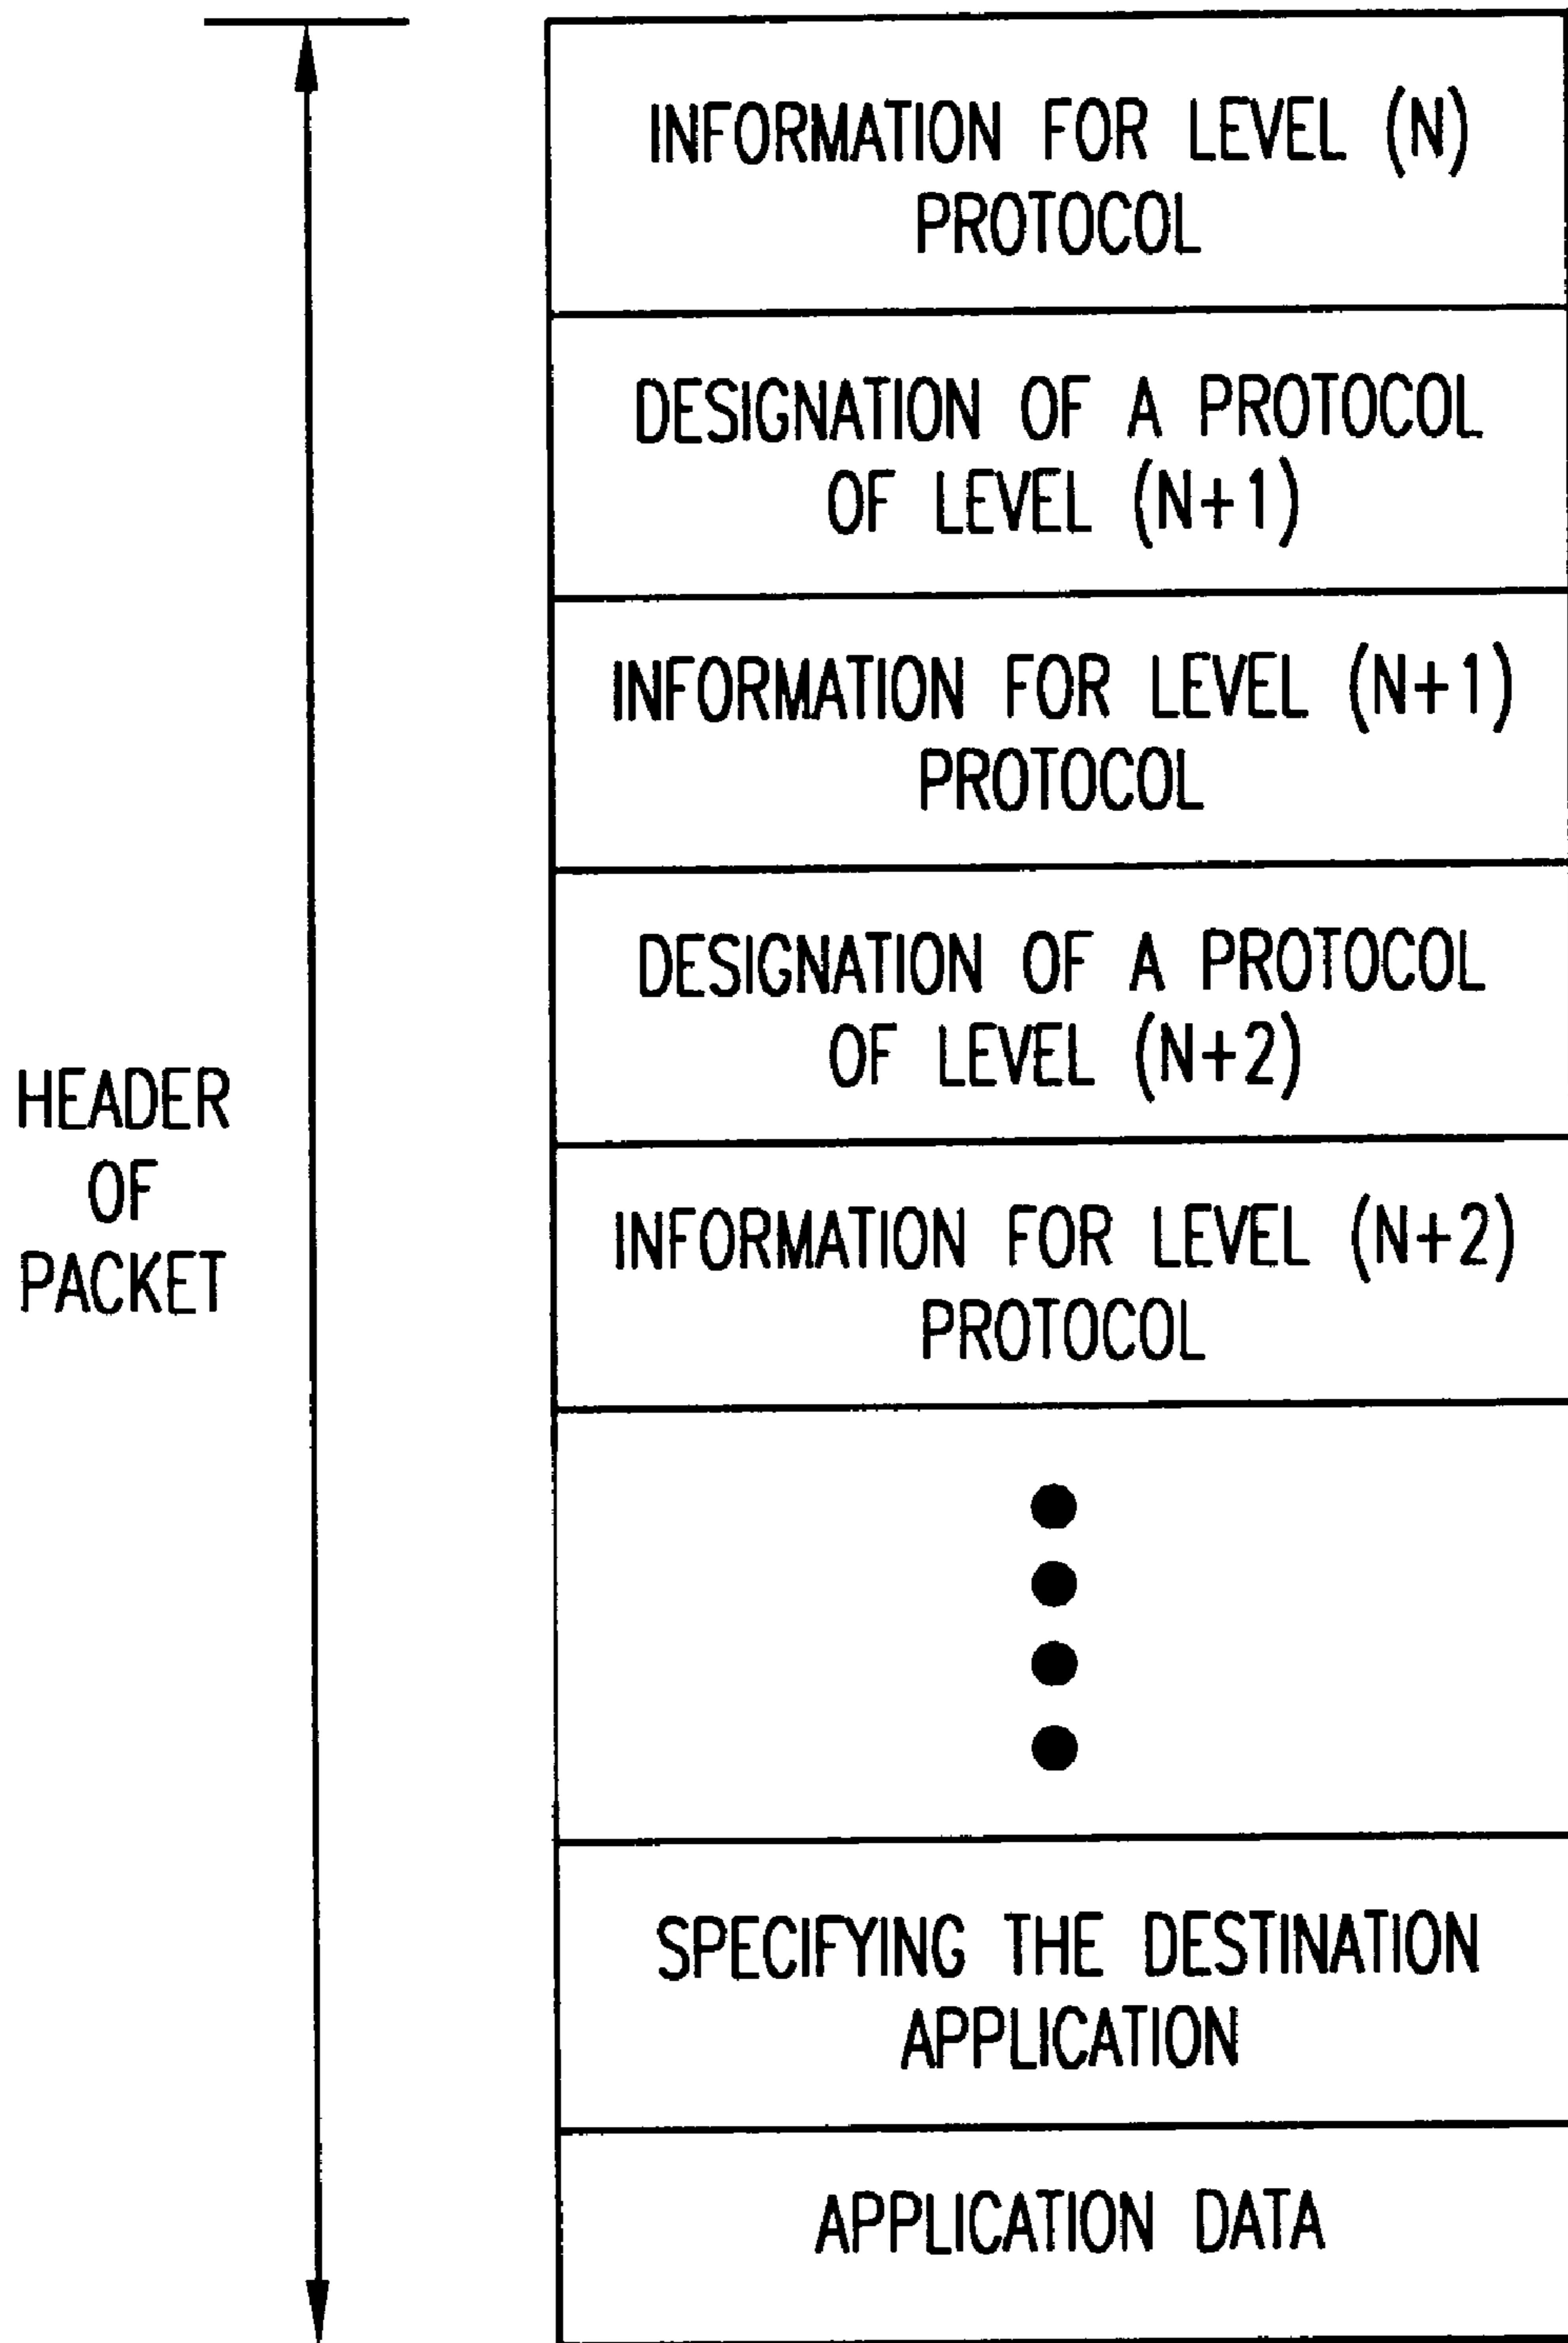 INFORMATION FOR LEVEL (N)
PROTOCOL
DESIGNATION OF A PROTOCOL
OF LEVEL (N+1)
INFORMATION FOR LEVEL (N+1)
PROTOCOL
DESIGNATION OF A PROTOCOL
OF LEVEL (N+2)
INFORMATION FOR LEVEL (N+2)
PROTOCOL
SPECIFYING THE DESTINATION
APPLICATION
APPLICATION DATA
HEADER
OF
PACKET